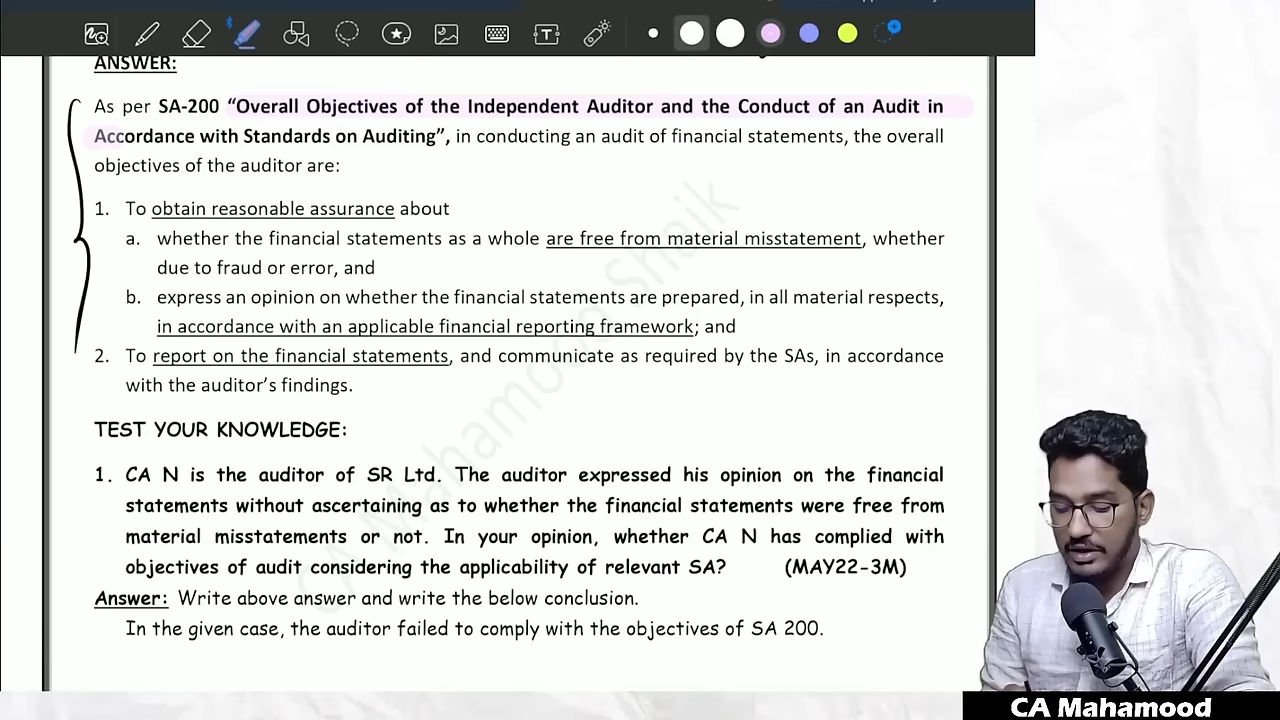 ANSWER:
As per SA-200 “Overall Objectives of the Independent Auditor and the Conduct of an Audit in
Accordance with Standards on Auditing”, in conducting an audit of financial statements, the overall
objectives of the auditor are:
1. To obtain reasonable assurance about
a. whether the financial statements as a whole are free from material misstatement, whether
due to fraud or error, and
b. express an opinion on whether the financial statements are prepared, in all material respects,
in accordance with an applicable financial reporting framework; and
2. To report on the financial statements, and communicate as required by the SAs, in accordance
with the auditor’s findings.
TEST YOUR KNOWLEDGE:
1. CA N is the auditor of SR Ltd. The auditor expressed his opinion on the financial
statements without ascertaining as to whether the financial statements were free from
material misstatements or not. In your opinion, whether CA N has complied with
objectives of audit considering the applicability of relevant SA? (MAY22-3M)
Answer: Write above answer and write the below conclusion.
In the given case, the auditor failed to comply with the objectives of SA 200.
CA Mahamood Shaik
CA Mahamood